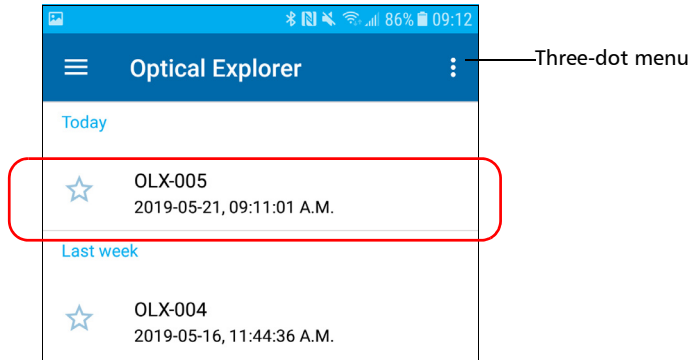 86% 09:12
Optical Explorer
Three-dot menu
Today
OLX-005
2019-05-21, 09:11:01 A.M.
Last week
OLX-004
2019-05-16, 11:44:36 A.M.